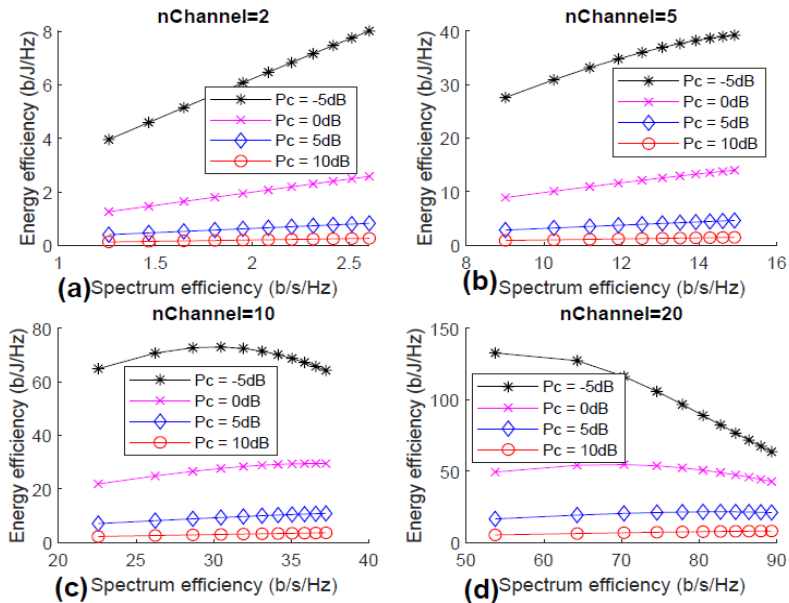 nChannel=2
Energy efficiency (b/J/Hz)
8
6
4
2
0
Pc = -5dB
Pc = 0dB
Pc = 5dB
Pc = 10dB
1
1.5
2
2.5
(a)
Spectrum efficiency (b/s/Hz)
nChannel=5
Energy efficiency (b/J/Hz)
40
30
20
10
0
Pc = -5dB
Pc = 0dB
Pc = 5dB
Pc = 10dB
8
10
12
14
16
(b)
Spectrum efficiency (b/s/Hz)
nChannel=10
Energy efficiency (b/J/Hz)
80
60
40
20
0
Pc = -5dB
Pc = 0dB
Pc = 5dB
Pc = 10dB
20
25
30
35
40
(c)
Spectrum efficiency (b/s/Hz)
nChannel=20
Energy efficiency (b/J/Hz)
150
100
50
0
Pc = -5dB
Pc = 0dB
Pc = 5dB
Pc = 10dB
50
60
70
80
90
(d)
Spectrum efficiency (b/s/Hz)